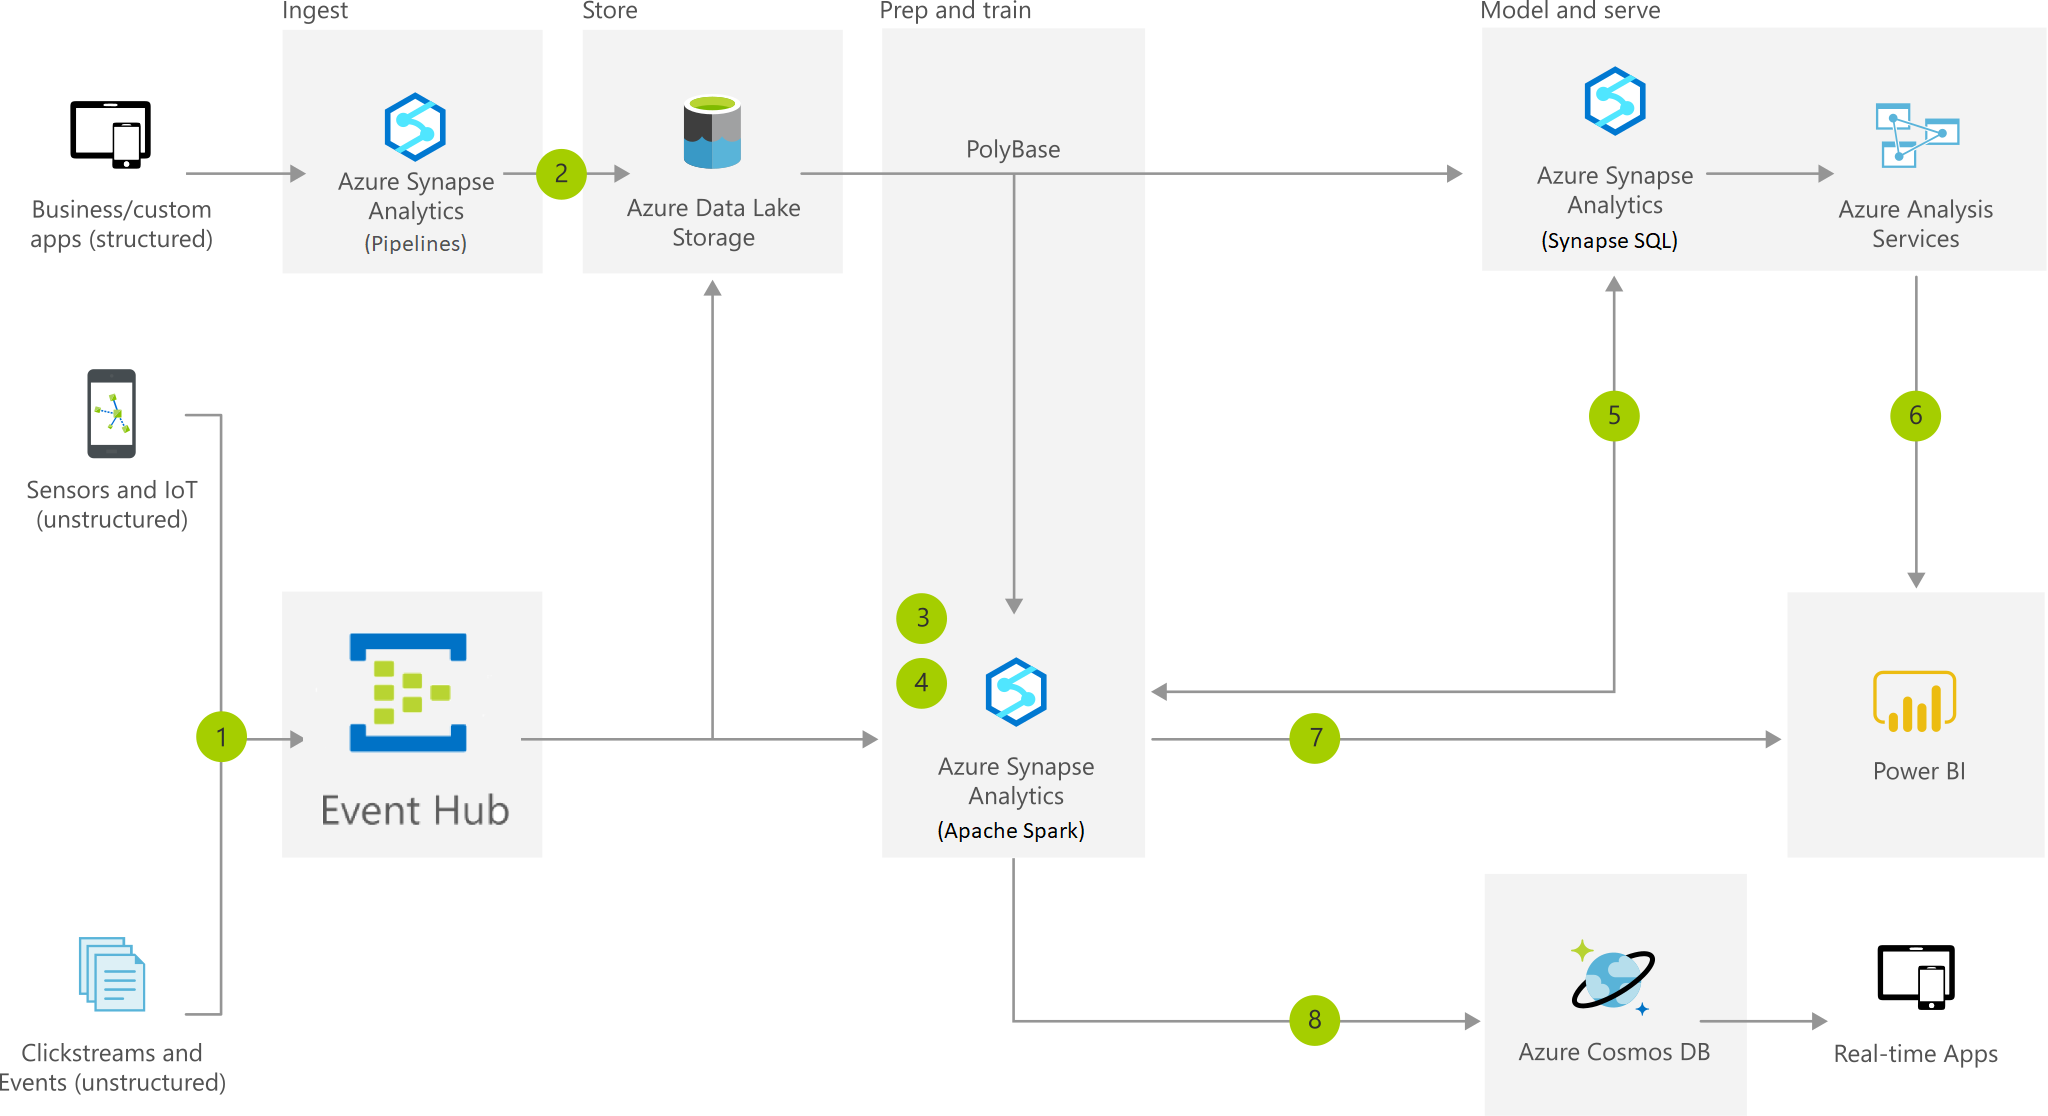 Ingest
Store
Prep and train
Model and serve
Business/custom
apps (structured)
Azure Synapse
Analytics
(Pipelines)
2
Azure Data Lake
Storage
PolyBase
Azure Synapse
Analytics
(Synapse SQL)
Azure Analysis
Services
Sensors and IoT
(unstructured)
5
6
1
Event Hub
3
4
Azure Synapse
Analytics
(Apache Spark)
7
Power BI
Clickstreams and
Events (unstructured)
8
Azure Cosmos DB
Real-time Apps